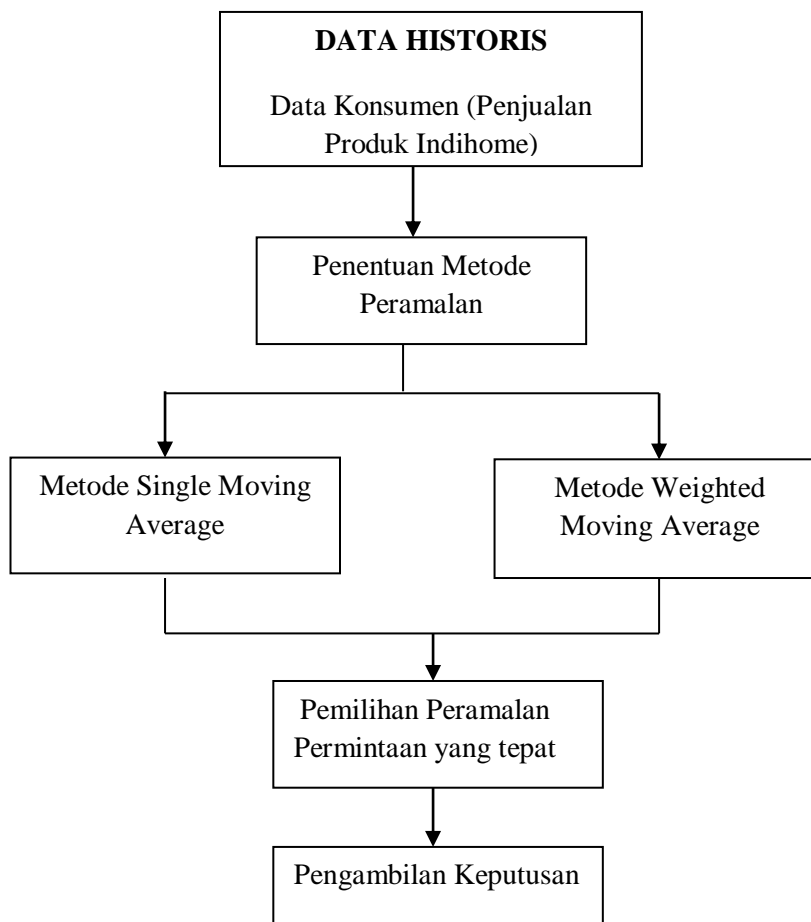 DATA HISTORIS
Data Konsumen (Penjualan
Produk Indihome)
Penentuan Metode
Peramalan
Metode Single Moving
Average
Metode Weighted
Moving Average
Pemilihan Peramalan
Permintaan yang tepat
Pengambilan Keputusan